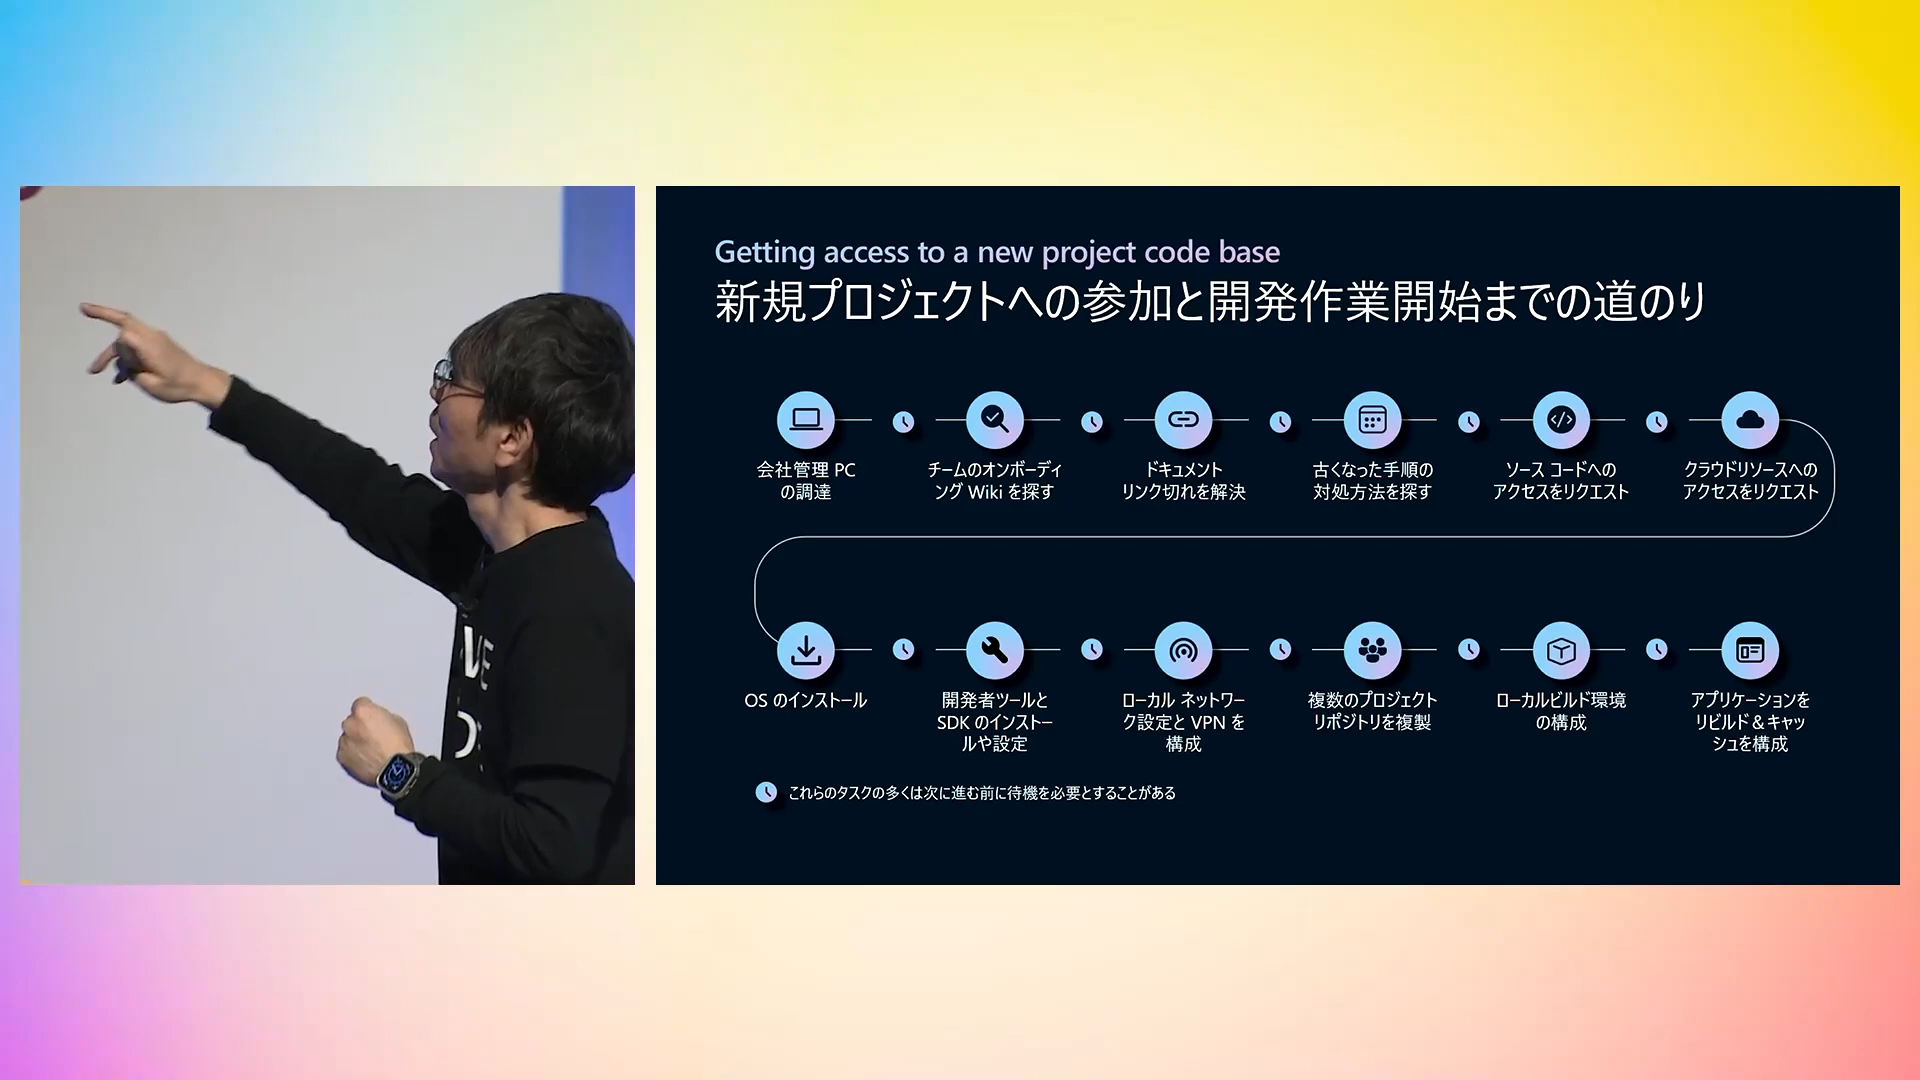 Getting access to a new project code base
新規プロジェクトへの参加と開発作業開始までの道のり
会社管理 PC
の調達
チームのオンボーディ
ング Wiki を探す
ドキュメント
リンク切れを解決
古くなった手順の
対処方法を探す
ソース コードへの
アクセスをリクエスト
クラウドリソースへの
アクセスをリクエスト
OS のインストール
開発者ツールと
SDK のインストー
ルや設定
ローカル ネットワー
ク設定と VPN を
構成
複数のプロジェクト
リポジトリを複製
ローカルビルド環境
の構成
アプリケーションを
リビルド＆キャッ
シュを構成
これらのタスクの多くは次に進む前に待機を必要とすることがある